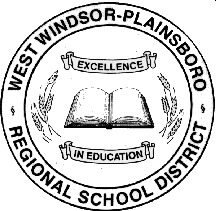 WEST WINDSOR-PLAINSBORO
EXCELLENCE
IN EDUCATION
REGIONAL SCHOOL DISTRICT